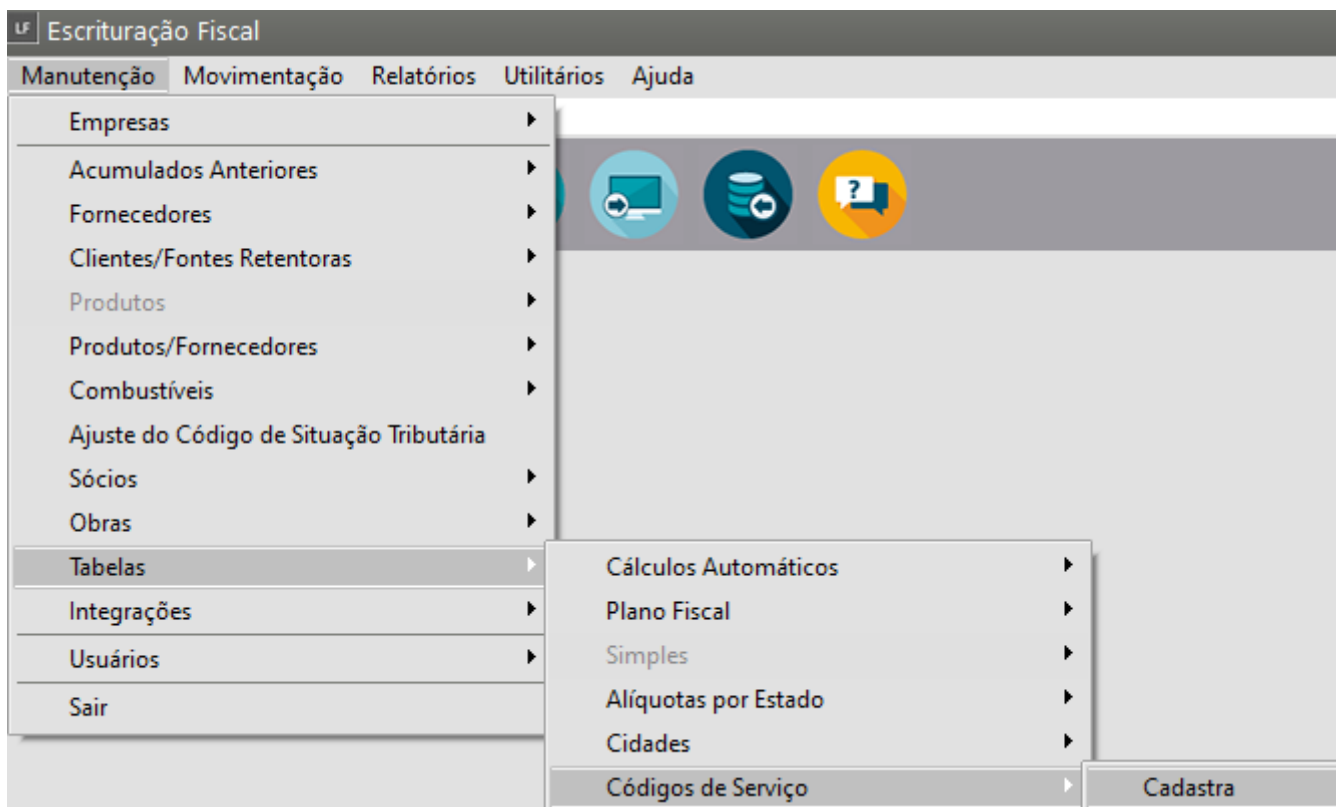 LF Escrituração Fiscal
Manutenção Movimentação Relatórios Utilitários Ajuda
Empresas
Acumulados Anteriores
Fornecedores
?
Clientes/Fontes Retentoras
Produtos
Produtos/Fornecedores
Combustíveis
Ajuste do Código de Situação Tributária
Sócios
Obras
Tabelas
Integrações
Usuários
Sair
Cálculos Automáticos
Plano Fiscal
Simples
Alíquotas por Estado
Cidades
Códigos de Serviço
Cadastra